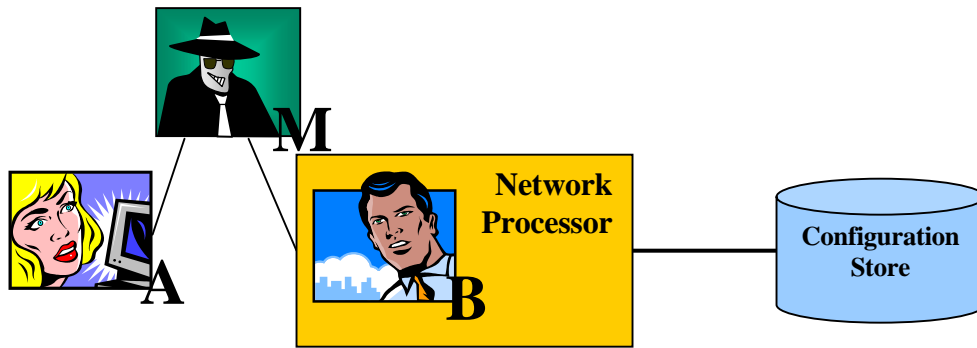 M
A
Network
Processor
B
Configuration
Store